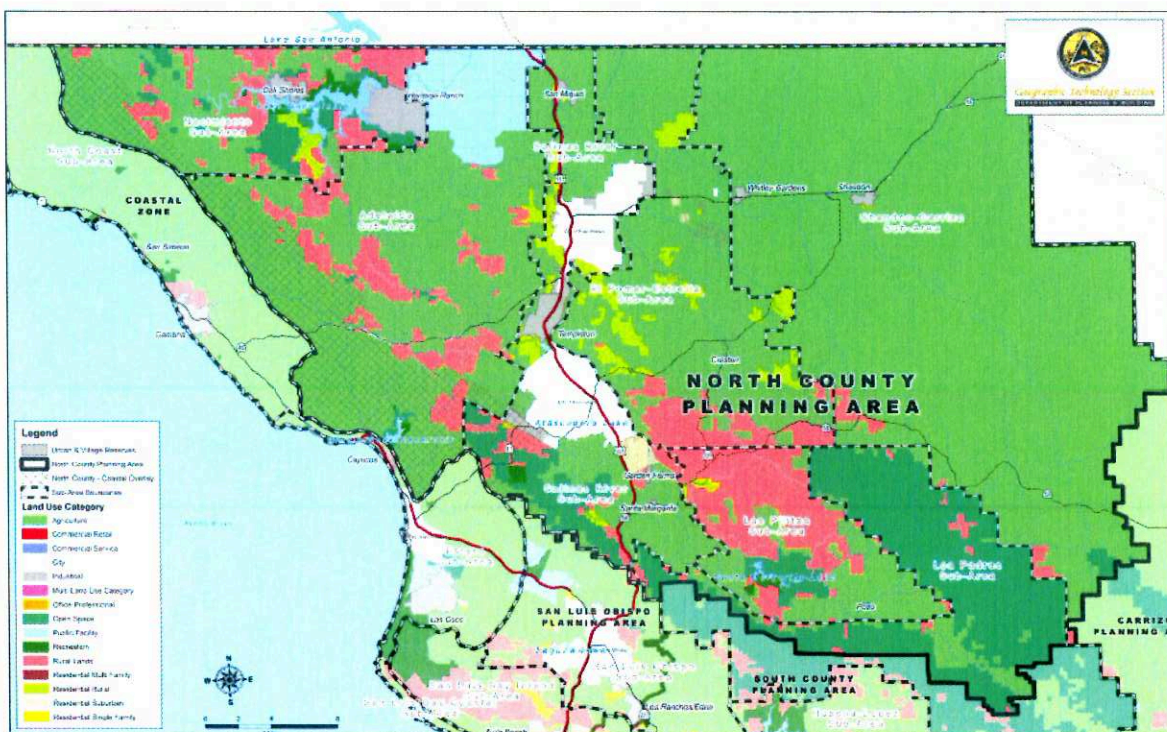 Lake San Antonio
Geographic Technology Section
DEPARTMENT OF PLANNING & BUILDING
Oak Shores
Heritage Ranch
San Miguel
Nacimiento
Sub-Area
North Coast
Sub-Area
Salinas River
Sub-Area
COASTAL
ZONE
Adelaida
Sub-Area
Whitley Gardens
Shandon
Shandon-Carrizo
Sub-Area
San Simeon
El Pomar-Estrella
Sub-Area
Cambria
Templeton
Creston
NORTH COUNTY
PLANNING AREA
Atascadero Lake
Cayucos
Garden Farms
Salinas River
Sub-Area
Santa Margarita
Las Pilitas
Sub-Area
Los Padres
Sub-Area
Pozo
Los Osos
SAN LUIS OBISPO
PLANNING AREA
CARRIZO
PLANNING
San Luis Obispo
Sub-Area
SOUTH COUNTY
PLANNING AREA
Los Ranchos/Edna
Legend
Urban & Village Reserves
North County Planning Area
North County - Coastal Overlay
Sub-Area Boundaries
Land Use Category
Agriculture
Commercial Retail
Commercial Service
City
Industrial
Multi-Land Use Category
Office Professional
Open Space
Public Facility
Recreation
Rural Lands
Residential Multi Family
Residential Rural
Residential Suburban
Residential Single Family
N
W
E
S